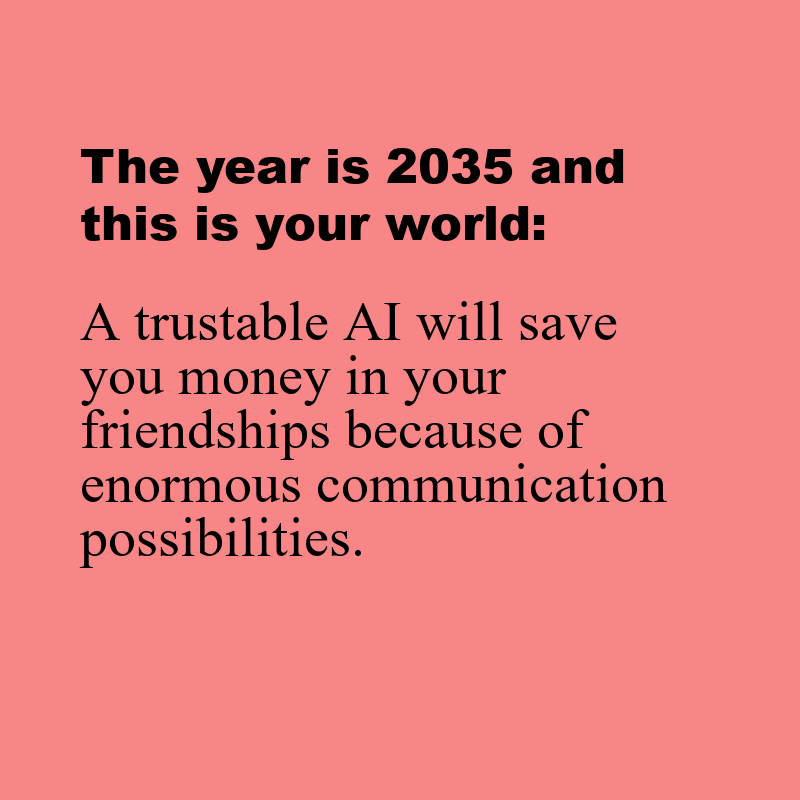 The year is 2035 and
this is your world:
A trustable AI will save
you money in your
friendships because of
enormous communication
possibilities.